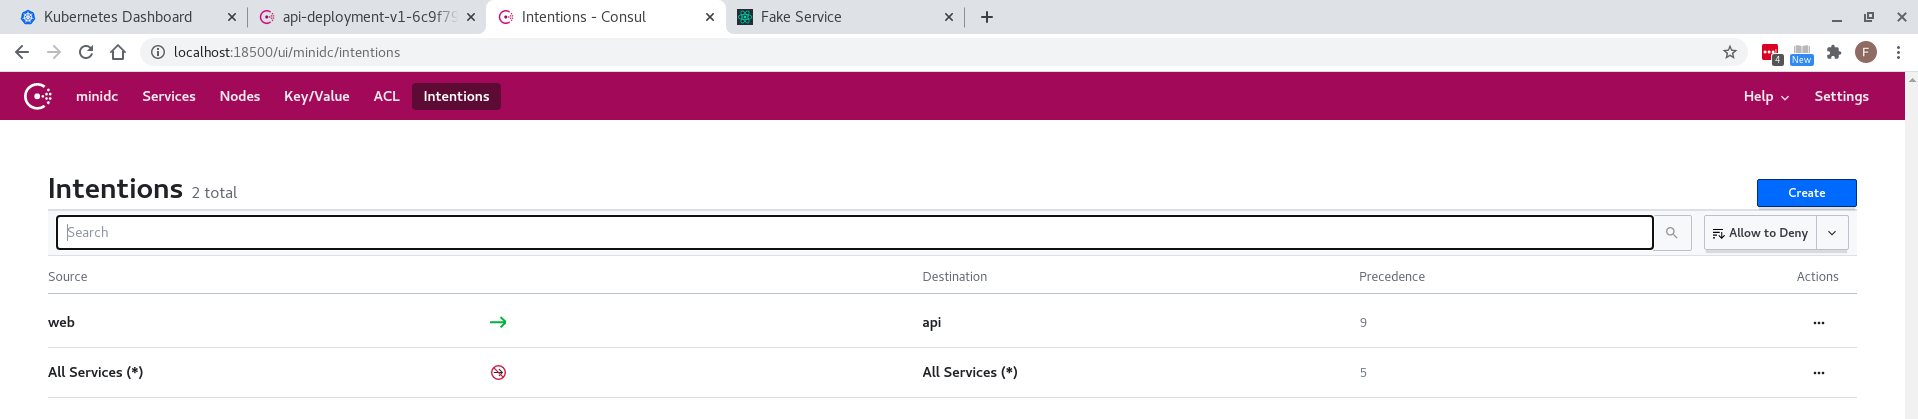 Kubernetes Dashboard api-deployment-v1-6c9f79 Intentions - Consul Fake Service
localhost:18500/ui/minidc/intentions 4 New F
minidc Services Nodes Key/Value ACL Intentions Help Settings
Intentions 2 total Create
Search Allow to Deny
Source Destination Precedence Actions
web api 9
All Services (*) All Services (*) 5